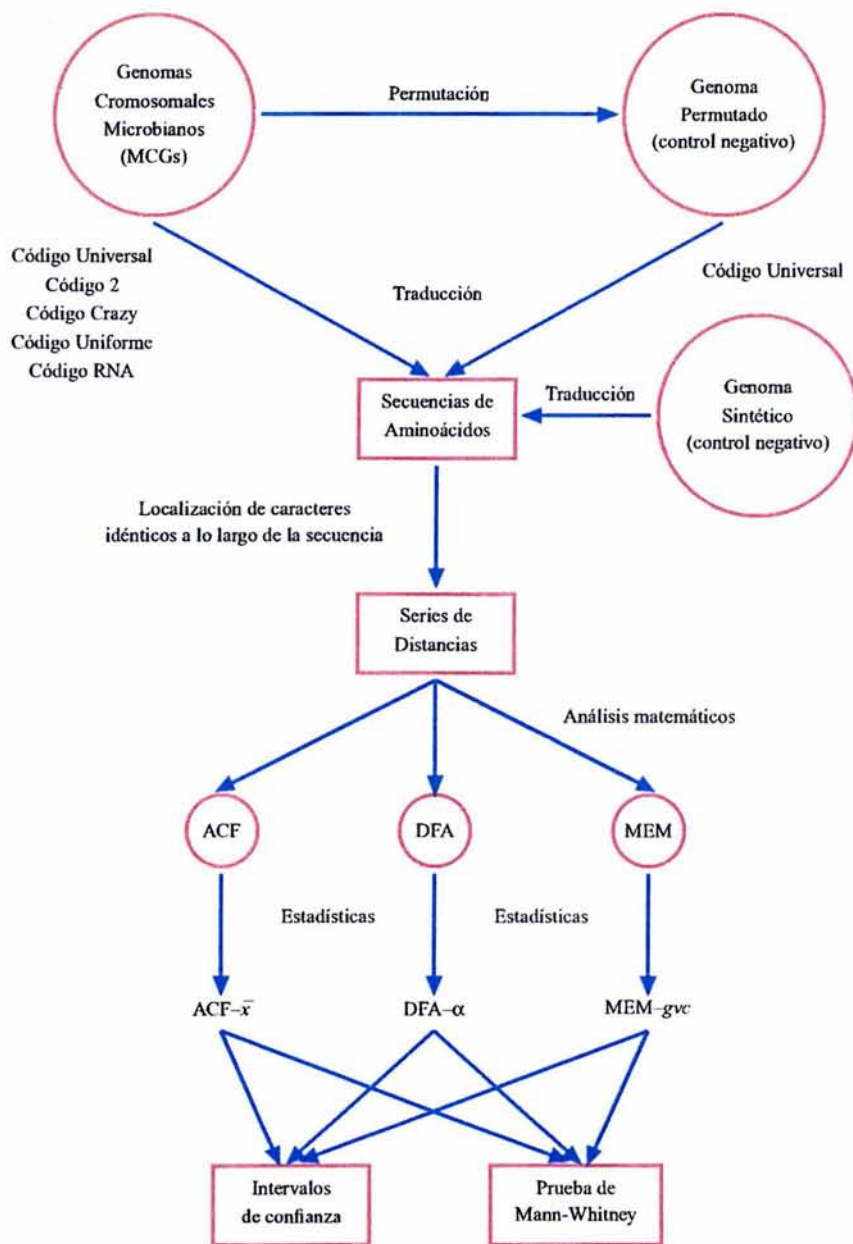 Genomas
Cromosomales
Microbianos
(MCGs)
Permutación
Genoma
Permutado
(control negativo)
Código Universal
Código 2
Código Crazy
Código Uniforme
Código RNA
Traducción
Código Universal
Secuencias de
Aminoácidos
Traducción
Genoma
Sintético
(control negativo)
Localización de caracteres
idénticos a lo largo de la secuencia
Series de
Distancias
Análisis matemáticos
ACF
DFA
MEM
Estadísticas
Estadísticas
ACF–x̄
DFA–α
MEM–gvc
Intervalos
de confianza
Prueba de
Mann-Whitney